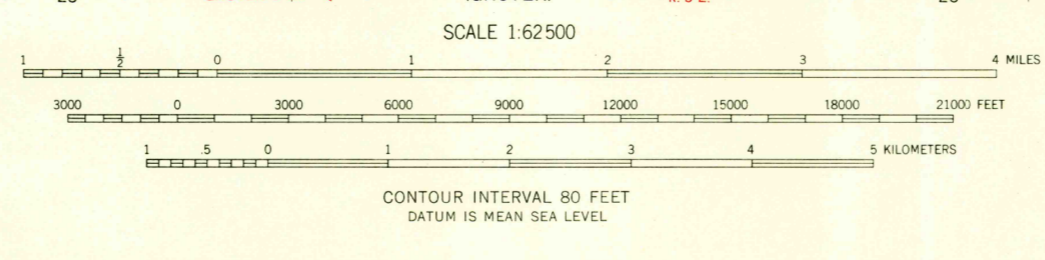 SCALE 1:62500
1 ½ 0 1 2 3 4 MILES
3000 0 3000 6000 9000 12000 15000 18000 21000 FEET
1 .5 0 1 2 3 4 5 KILOMETERS
CONTOUR INTERVAL 80 FEET
DATUM IS MEAN SEA LEVEL